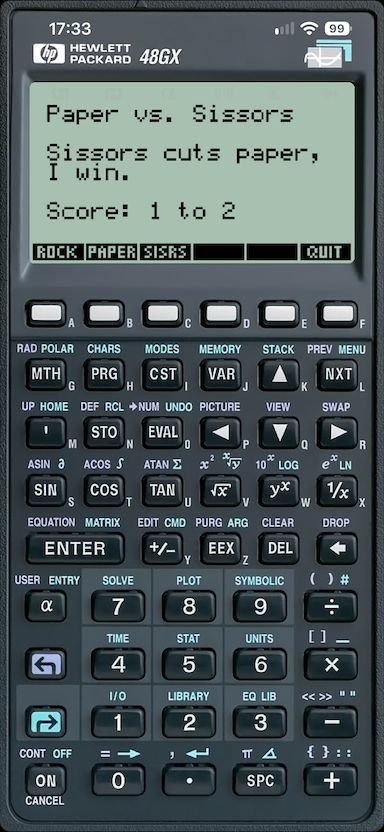 17:33
99
hp HEWLETT
PACKARD 48GX
Paper vs. Sissors
Sissors cuts paper,
I win.
Score: 1 to 2
ROCK PAPER SISRS QUIT
A B C D E F
RAD POLAR CHARS MODES MEMORY STACK PREV MENU
MTH G PRG H CST I VAR J ▲ K NXT L
UP HOME DEF RCL →NUM UNDO PICTURE VIEW SWAP
' M STO N EVAL O ◀ P ▼ Q ▶ R
ASIN ∂ ACOS ∫ ATAN Σ x² ˣ√y 10ˣ LOG eˣ LN
SIN S COS T TAN U √x V yˣ W 1/x X
EQUATION MATRIX EDIT CMD PURG ARG CLEAR DROP
ENTER +/− Y EEX Z DEL ←
USER ENTRY SOLVE PLOT SYMBOLIC ( ) #
α 7 8 9 ÷
TIME STAT UNITS [ ] _
4 5 6 ×
I/O LIBRARY EQ LIB << >> " "
1 2 3 −
CONT OFF = → , ↵ π ∡ { } : :
ON 0 . SPC +
CANCEL